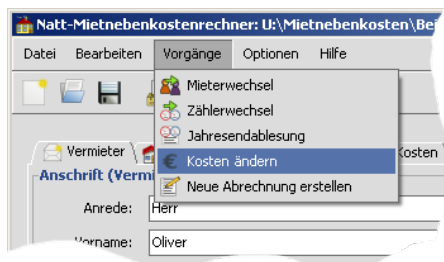 Natt-Mietnebenkostenrechner: U:\Mietnebenkosten\Bei
Datei Bearbeiten Vorgänge Optionen Hilfe
Mieterwechsel
Zählerwechsel
Jahresendablesung
Kosten ändern
Neue Abrechnung erstellen
Vermieter Kosten
Anschrift (Vermi
Anrede: Herr
Vorname: Oliver